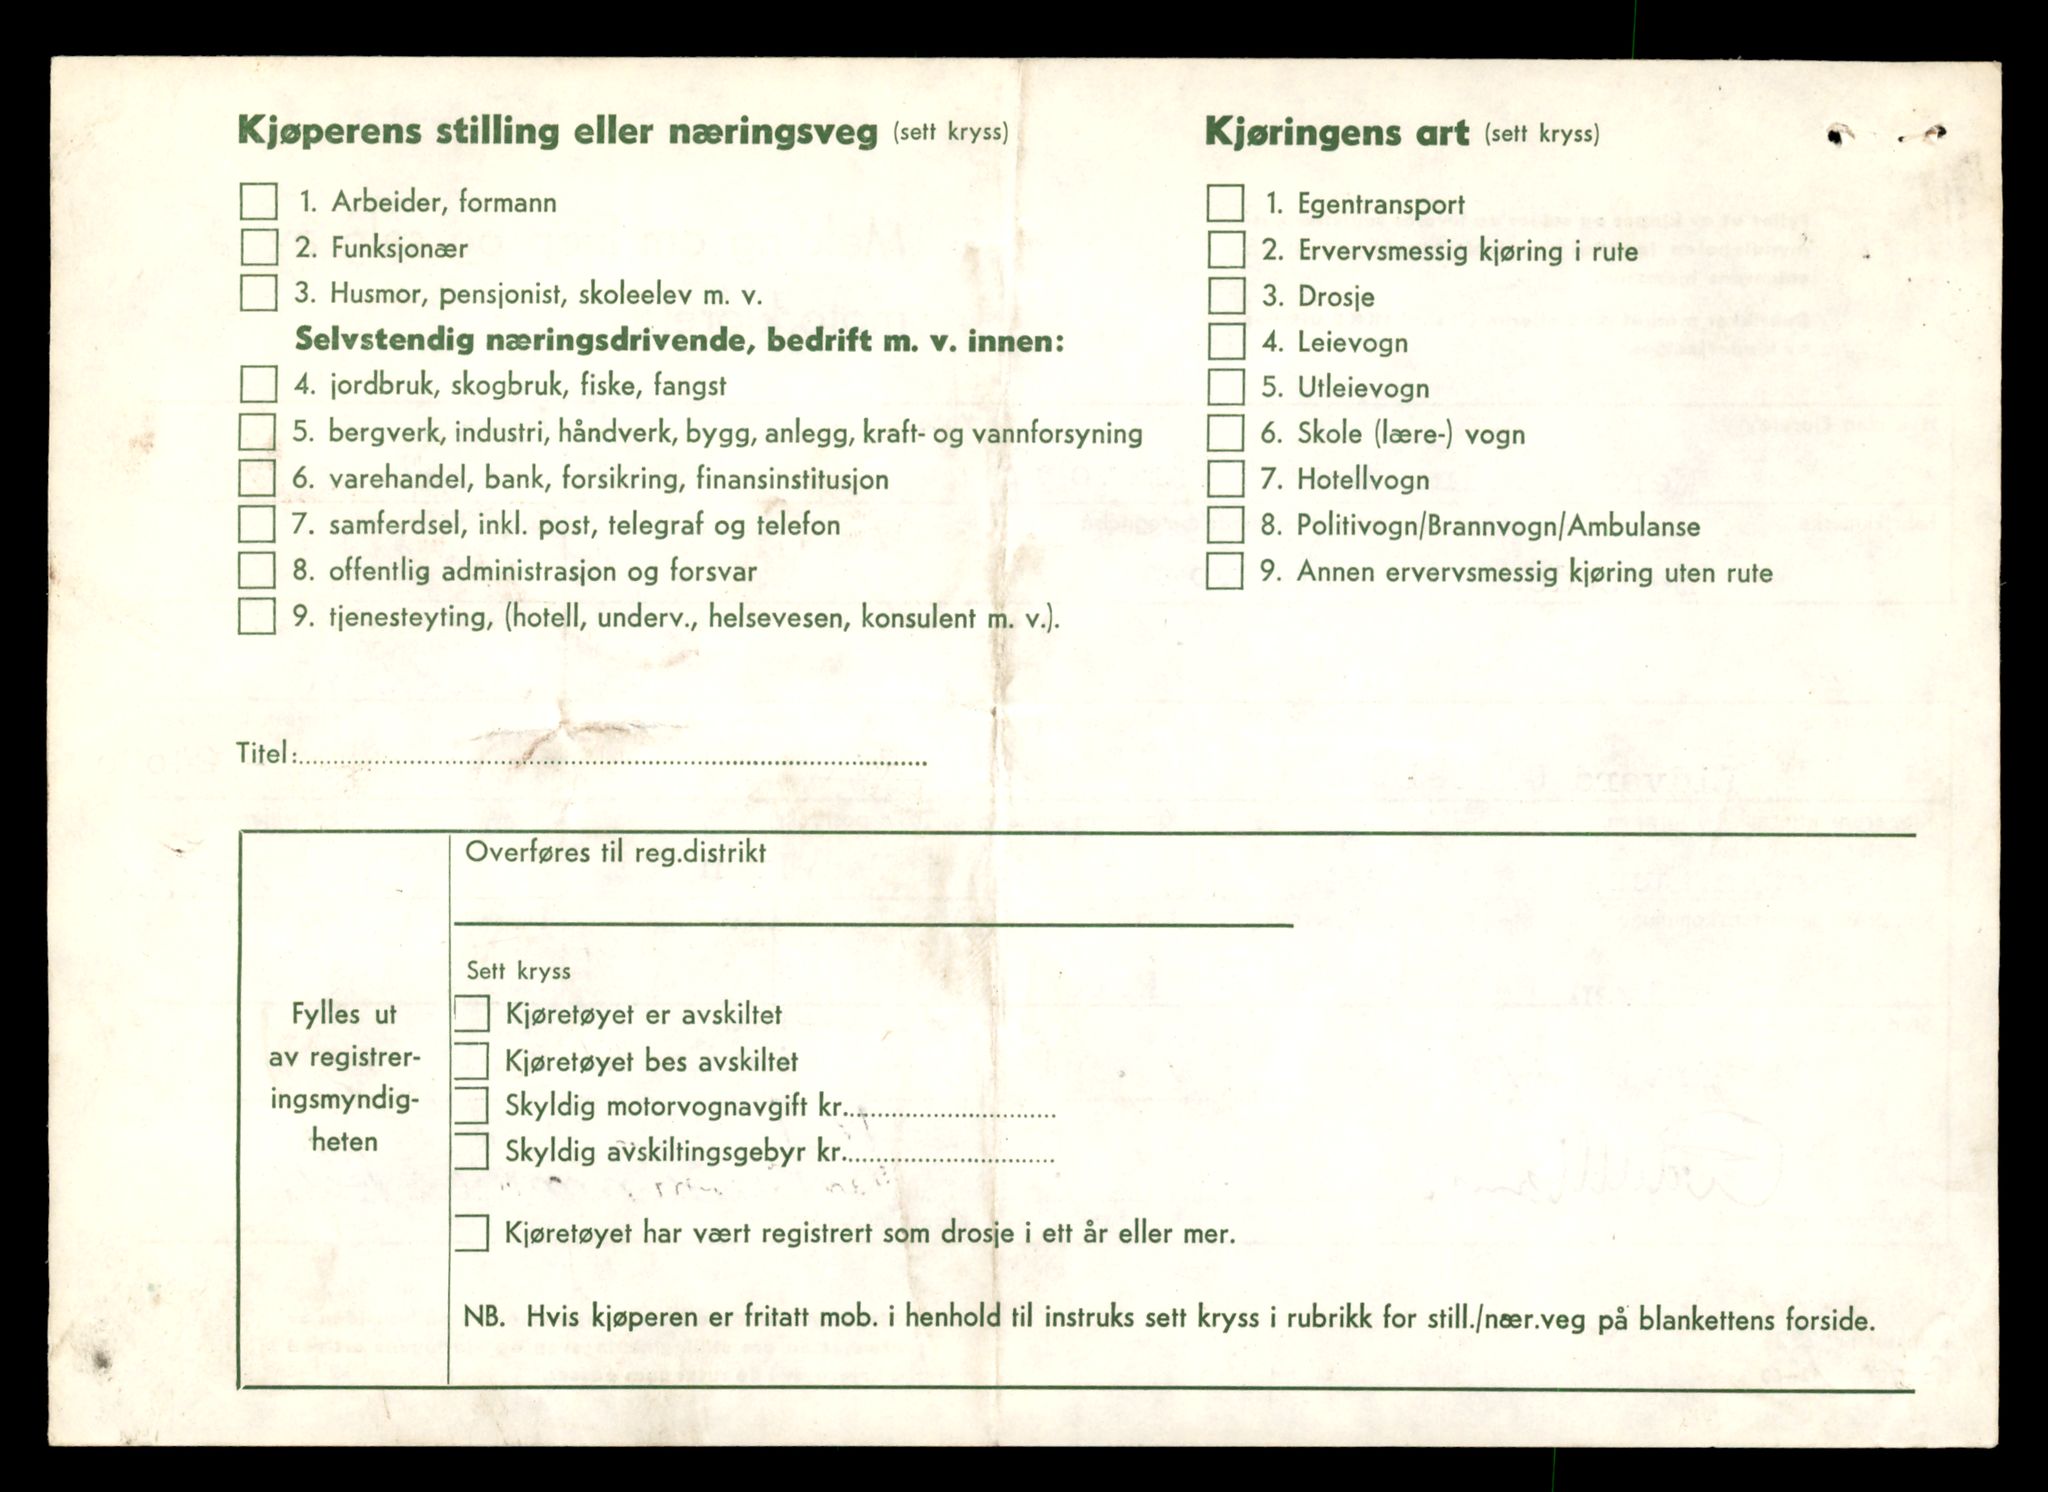 Kjøperens stilling eller næringsveg (sett kryss)
1. Arbeider, formann
2. Funksjonær
3. Husmor, pensjonist, skoleelev m. v.
Selvstendig næringsdrivende, bedrift m. v. innen:
4. jordbruk, skogbruk, fiske, fangst
5. bergverk, industri, håndverk, bygg, anlegg, kraft- og vannforsyning
6. varehandel, bank, forsikring, finansinstitusjon
7. samferdsel, inkl. post, telegraf og telefon
8. offentlig administrasjon og forsvar
9. tjenesteyting, (hotell, underv., helsevesen, konsulent m. v.).
Kjøringens art (sett kryss)
1. Egentransport
2. Ervervsmessig kjøring i rute
3. Drosje
4. Leievogn
5. Utleievogn
6. Skole (lære-) vogn
7. Hotellvogn
8. Politivogn/Brannvogn/Ambulanse
9. Annen ervervsmessig kjøring uten rute
Titel:
Fylles ut
av registrer-
ingsmyndig-
heten
Overføres til reg.distrikt
Sett kryss
Kjøretøyet er avskiltet
Kjøretøyet bes avskiltet
Skyldig motorvognavgift kr.
Skyldig avskiltingsgebyr kr.
Kjøretøyet har vært registrert som drosje i ett år eller mer.
NB. Hvis kjøperen er fritatt mob. i henhold til instruks sett kryss i rubrikk for still./nær.veg på blankettens forside.